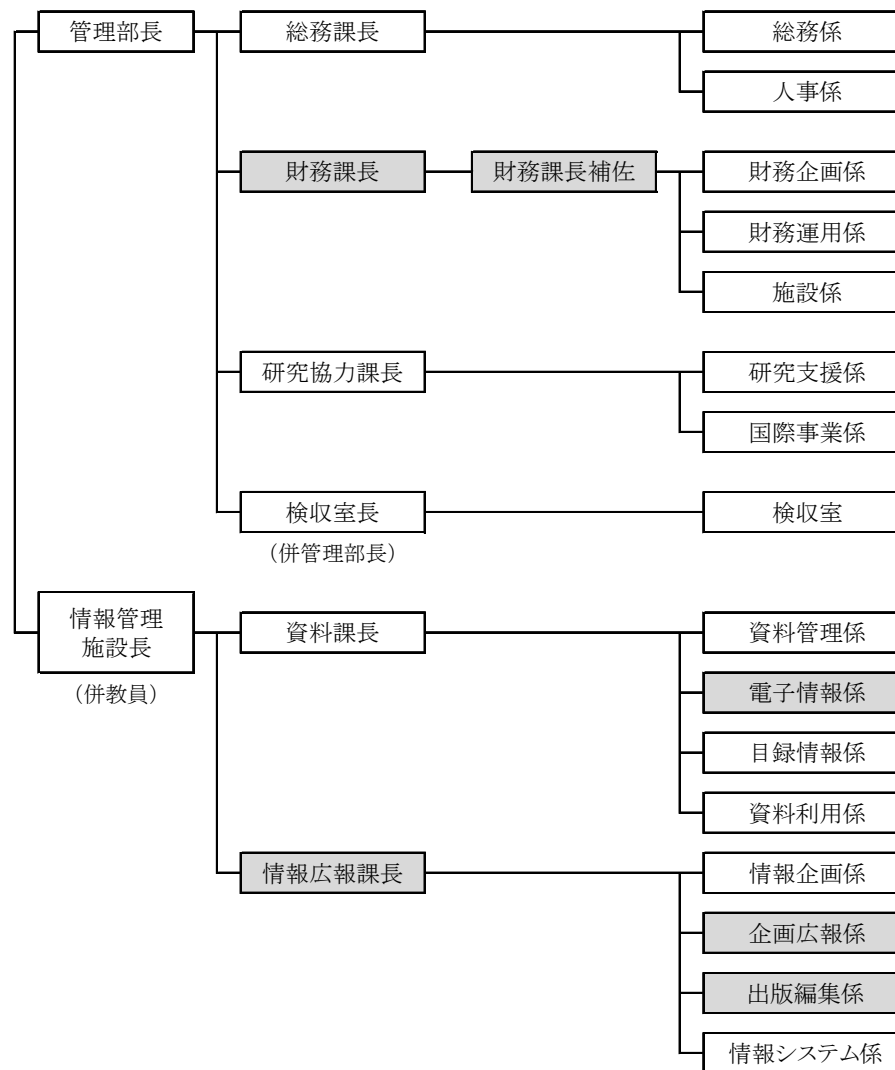 管理部長
総務課長
総務係
人事係
財務課長
財務課長補佐
財務企画係
財務運用係
施設係
研究協力課長
研究支援係
国際事業係
検収室長
検収室
（併管理部長）
情報管理
施設長
（併教員）
資料課長
資料管理係
電子情報係
目録情報係
資料利用係
情報広報課長
情報企画係
企画広報係
出版編集係
情報システム係